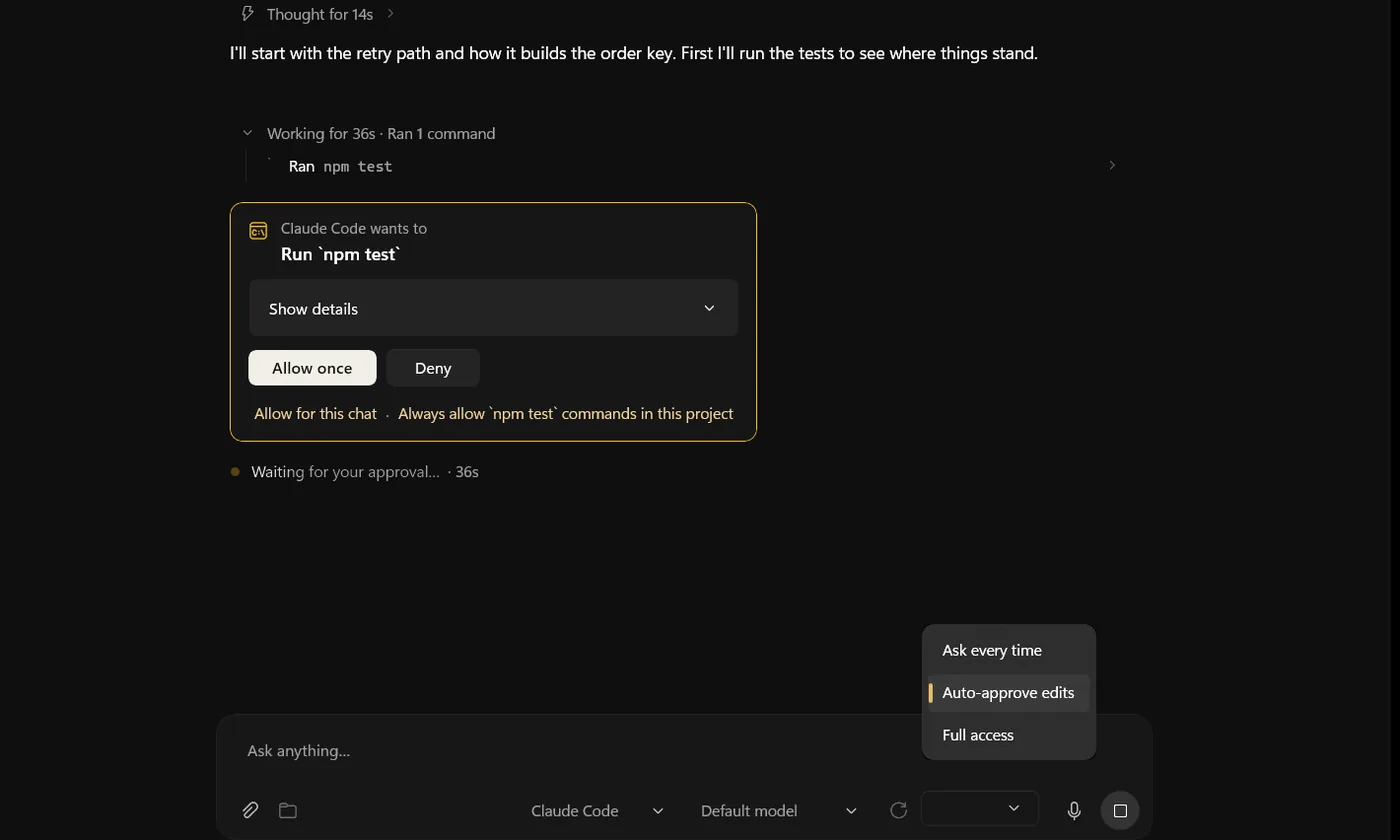 Thought for 14s
I'll start with the retry path and how it builds the order key. First I'll run the tests to see where things stand.
Working for 36s · Ran 1 command
Ran npm test
C:\
Claude Code wants to
Run `npm test`
Show details
Allow once
Deny
Allow for this chat · Always allow `npm test` commands in this project
Waiting for your approval... · 36s
Ask every time
Auto-approve edits
Full access
Ask anything...
Claude Code
Default model